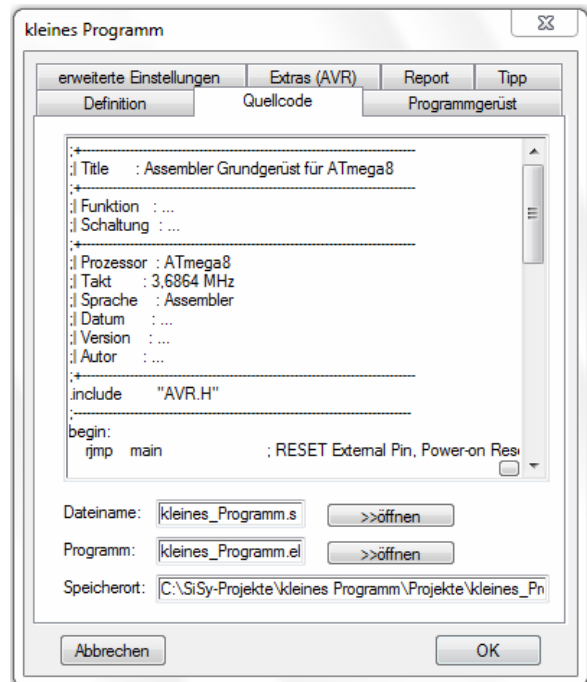 kleines Programm
erweiterte Einstellungen Extras (AVR) Report Tipp
Definition Quellcode Programmgerüst
;+----------------------------------------------------------------------
;| Title : Assembler Grundgerüst für ATmega8
;+----------------------------------------------------------------------
;| Funktion : ...
;| Schaltung : ...
;+----------------------------------------------------------------------
;| Prozessor : ATmega8
;| Takt : 3,6864 MHz
;| Sprache : Assembler
;| Datum : ...
;| Version : ...
;| Autor : ...
;+----------------------------------------------------------------------
.include "AVR.H"
;----------------------------------------------------------------------
begin:
rjmp main ; RESET External Pin, Power-on Rese
Dateiname: kleines_Programm.s >>öffnen
Programm: kleines_Programm.el >>öffnen
Speicherort: C:\SiSy-Projekte\kleines Programm\Projekte\kleines_Pr
Abbrechen OK